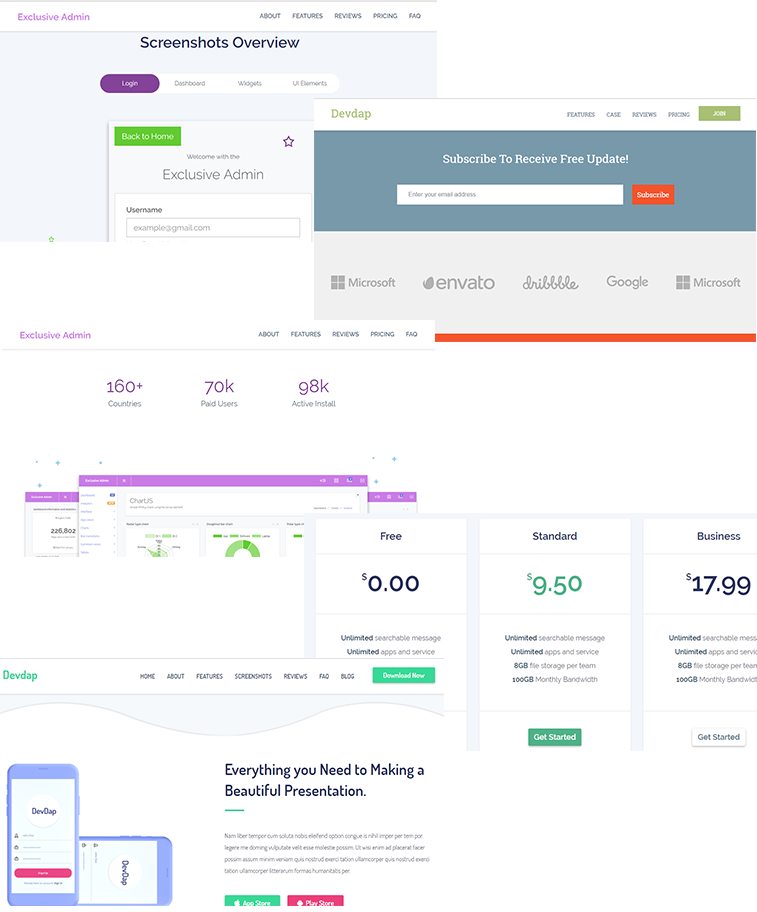 Exclusive Admin
ABOUT FEATURES REVIEWS PRICING FAQ
Screenshots Overview
Login Dashboard Widgets UI Elements
Back to Home
Welcome with the
Exclusive Admin
Username
example@gmail.com
Devdap
FEATURES CASE REVIEWS PRICING JOIN
Subscribe To Receive Free Update!
Enter your email address Subscribe
Microsoft envato dribbble Google Microsoft
Exclusive Admin
ABOUT FEATURES REVIEWS PRICING FAQ
160+ 70k 98k
Countries Paid Users Active Install
Exclusive Admin
ChartJS
226,802
Free Standard Business
$0.00 $9.50 $17.99
Unlimited searchable message Unlimited searchable message Unlimited searchable
Unlimited apps and service Unlimited apps and service Unlimited apps and service
8GB file storage per team 8GB file storage per team
100GB Monthly Bandwidth 100GB Monthly Bandwidth
Get Started Get Started
Devdap
HOME ABOUT FEATURES SCREENSHOTS REVIEWS FAQ BLOG Download Now
Everything you Need to Making a
Beautiful Presentation.
DevDap
DevDap
Nam liber tempor cum soluta nobis eleifend option congue is nihil imper per tem por
legere me doming vulputate velit esse molestie possim. Ut wisi enim ad placerat facer
possim assum minim veniam quis nostrud exerci tation ullamcorper quis nostrud exerci
tation ullamcorper litterarum formas humanitatis per.
App Store Play Store